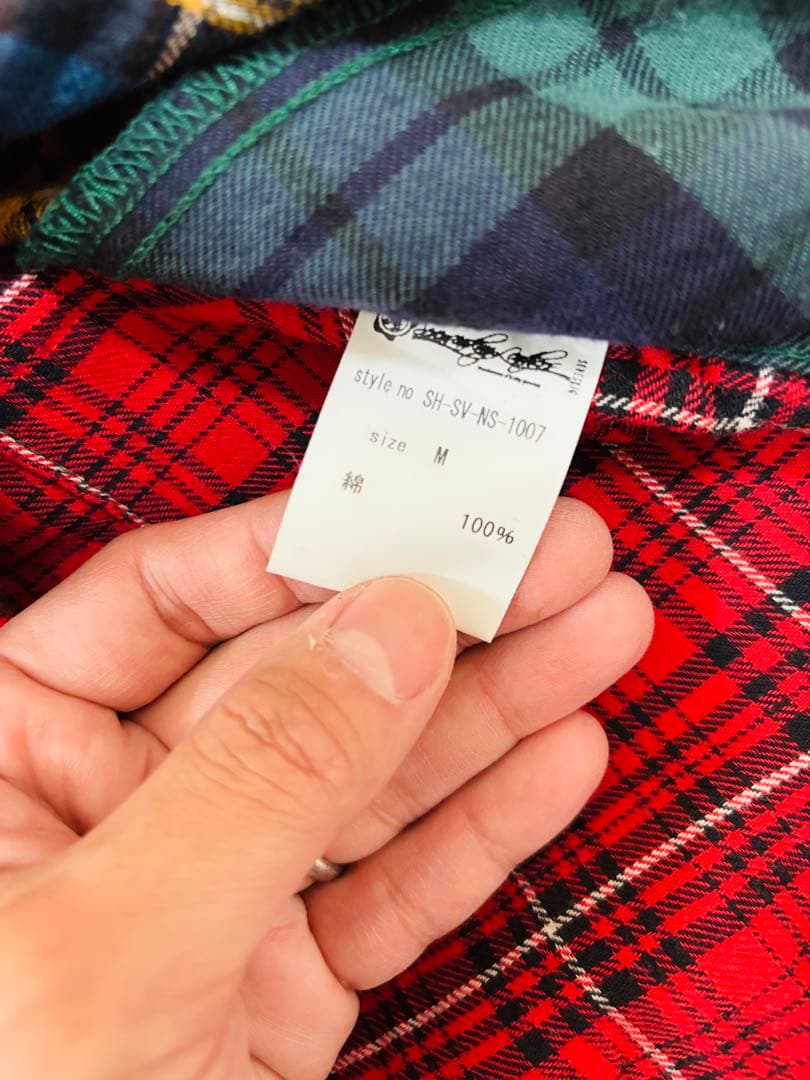 style no SH-SV-NS-1007
size M
綿
100%